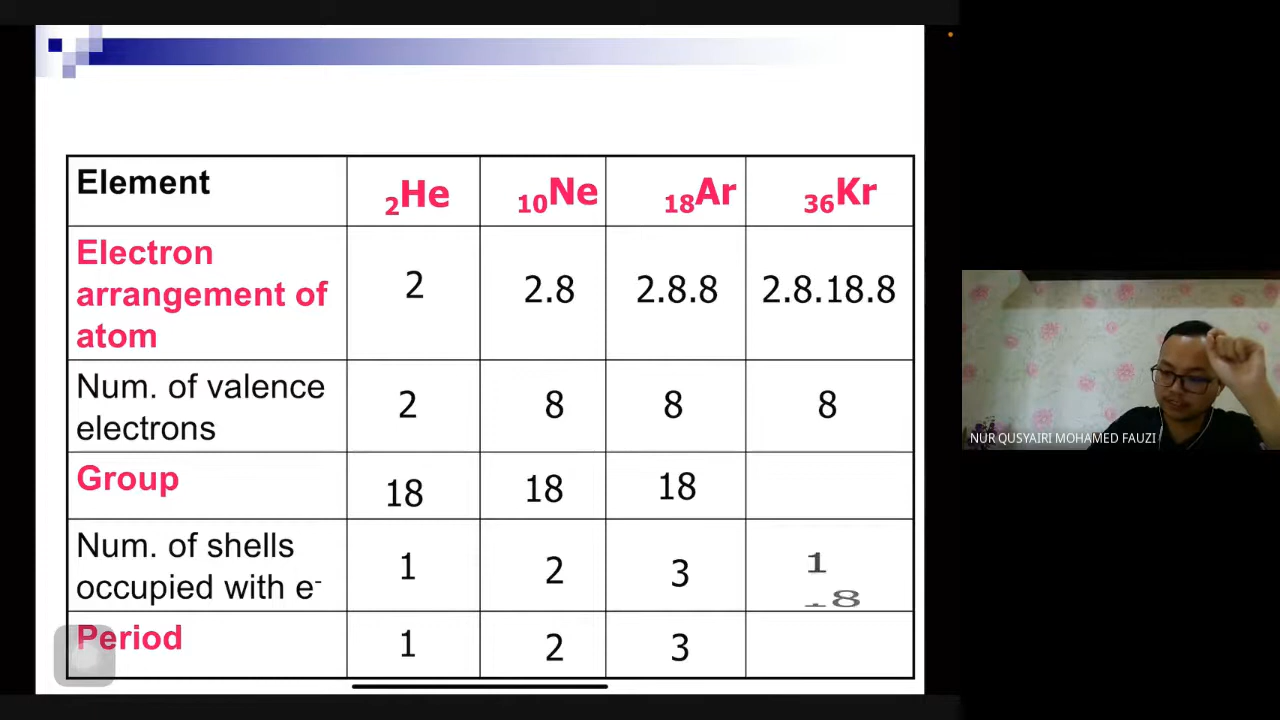 Element
2He
10Ne
18Ar
36Kr
Electron
arrangement of
atom
2
2.8
2.8.8
2.8.18.8
Num. of valence
electrons
2
8
8
8
Group
18
18
18
Num. of shells
occupied with e-
1
2
3
1
18
Period
1
2
3
NUR QUSYAIRI MOHAMED FAUZI